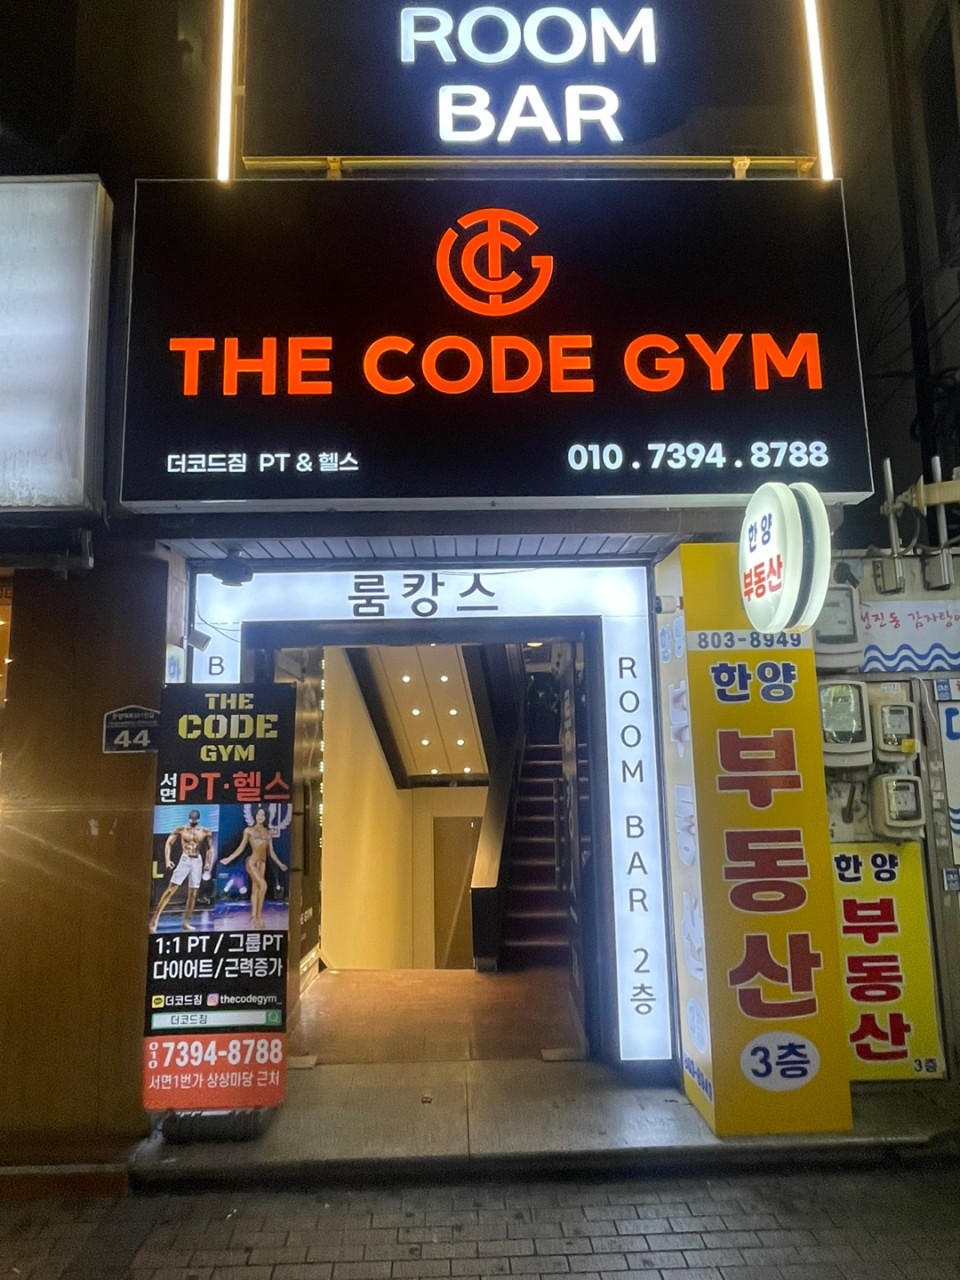 ROOM
BAR
THE CODE GYM
더코드짐 PT & 헬스
010 . 7394 . 8788
룸캉스
B
ROOM BAR 2층
THE
CODE
GYM
서면 PT·헬스
1:1 PT / 그룹PT
다이어트/근력증가
더코드짐 thecodegym_
더코드짐
010 7394-8788
서면1번가 상상마당 근처
44
한양
부동산
803-8949
한양
부동산
3층
한양
부동산
3층